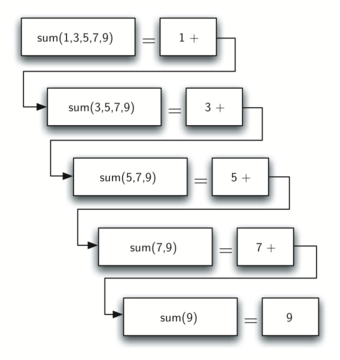 sum(1,3,5,7,9) = 1 +
sum(3,5,7,9) = 3 +
sum(5,7,9) = 5 +
sum(7,9) = 7 +
sum(9) = 9